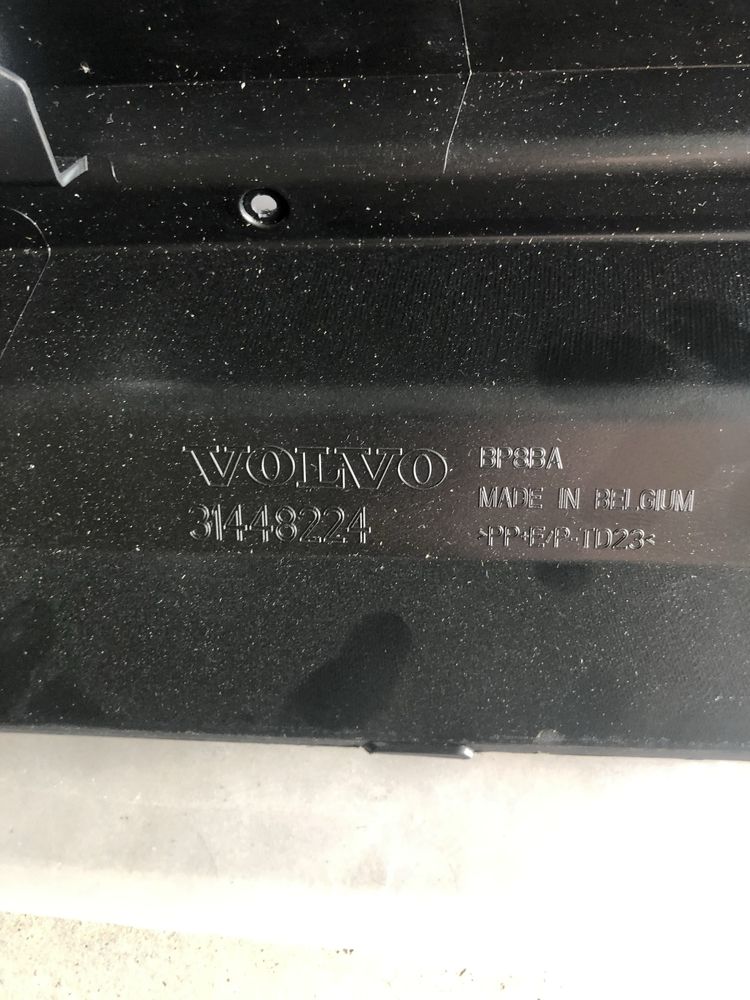 VOLVO
31448224
BP8BA
MADE IN BELGIUM
>PP+E/P-TD23<